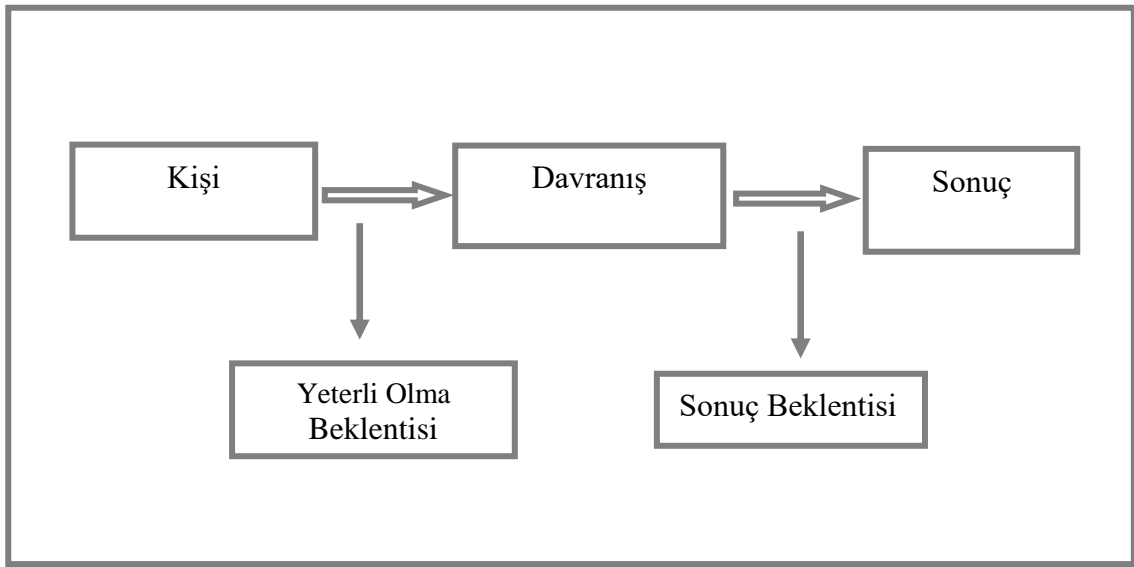 Kişi
Davranış
Sonuç
Yeterli Olma
Beklentisi
Sonuç Beklentisi